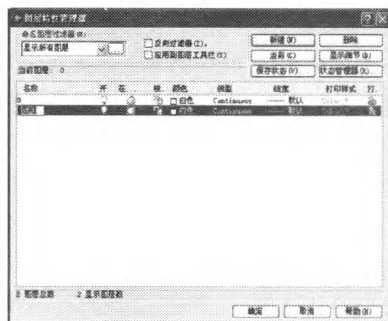 图层特性管理器
命名图层过滤器(M)
显示所有图层
反向过滤器(I)
应用到图层工具栏(T)
新建(N)
删除
当前(C)
显示细节(D)
保存状态(V)
状态管理器(A)
当前图层: 0
名称 开 在... 锁... 颜色 线型 线宽 打印样式 打...
0 白色 Continuous 默认
白色 Continuous 默认
2 图层总数 2 显示图层数
确定 取消 帮助(H)